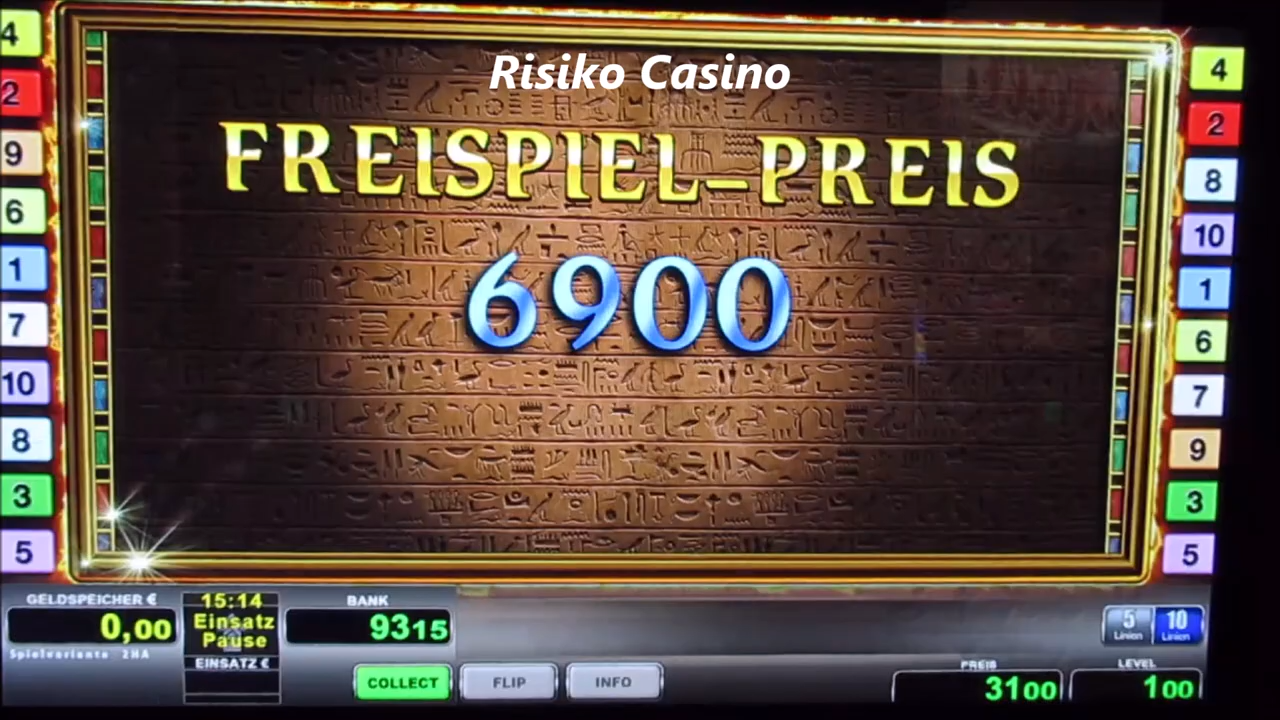 Risiko Casino
FREISPIEL-PREIS
6900
4
2
9
6
1
7
10
8
3
5
4
2
8
10
1
6
7
9
3
5
GELDSPEICHER €
0,00
Spielvariante 2HA
15:14
Einsatz
Pause
EINSATZ €
BANK
9315
COLLECT
FLIP
INFO
5
Linien
10
Linien
PREIS
3100
LEVEL
100